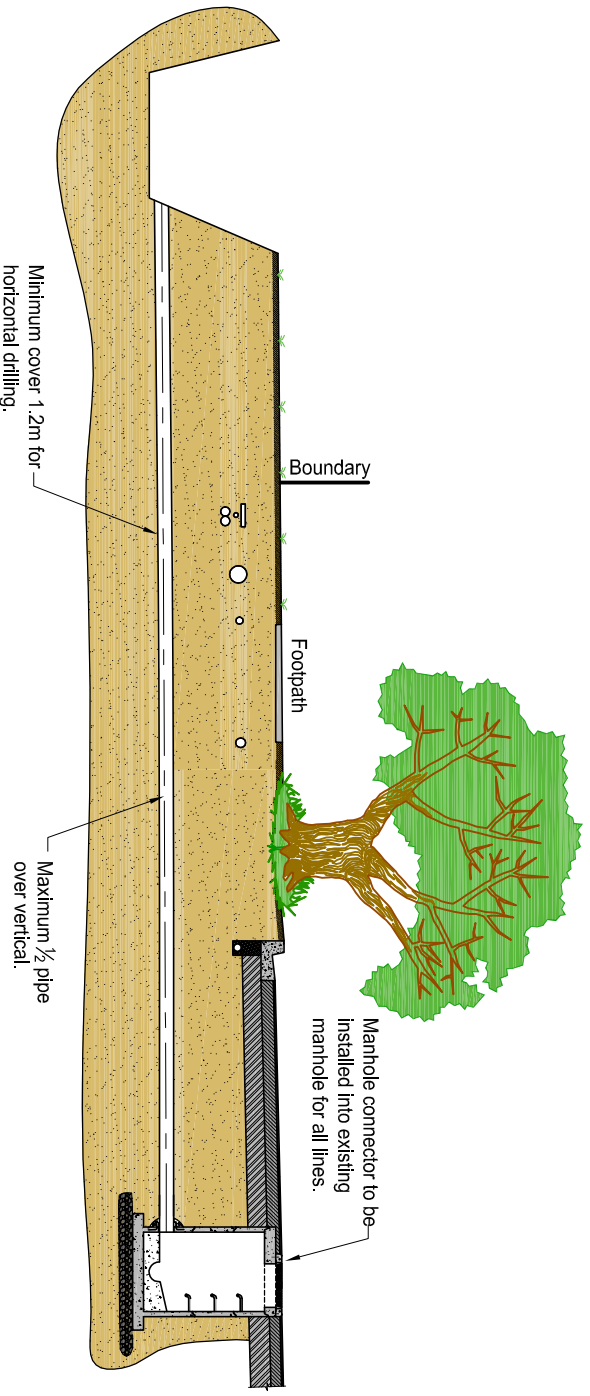 Minimum cover 1.2m for
horizontal drilling.
Boundary
Footpath
Maximum ½ pipe
over vertical.
Manhole connector to be
installed into existing
manhole for all lines.